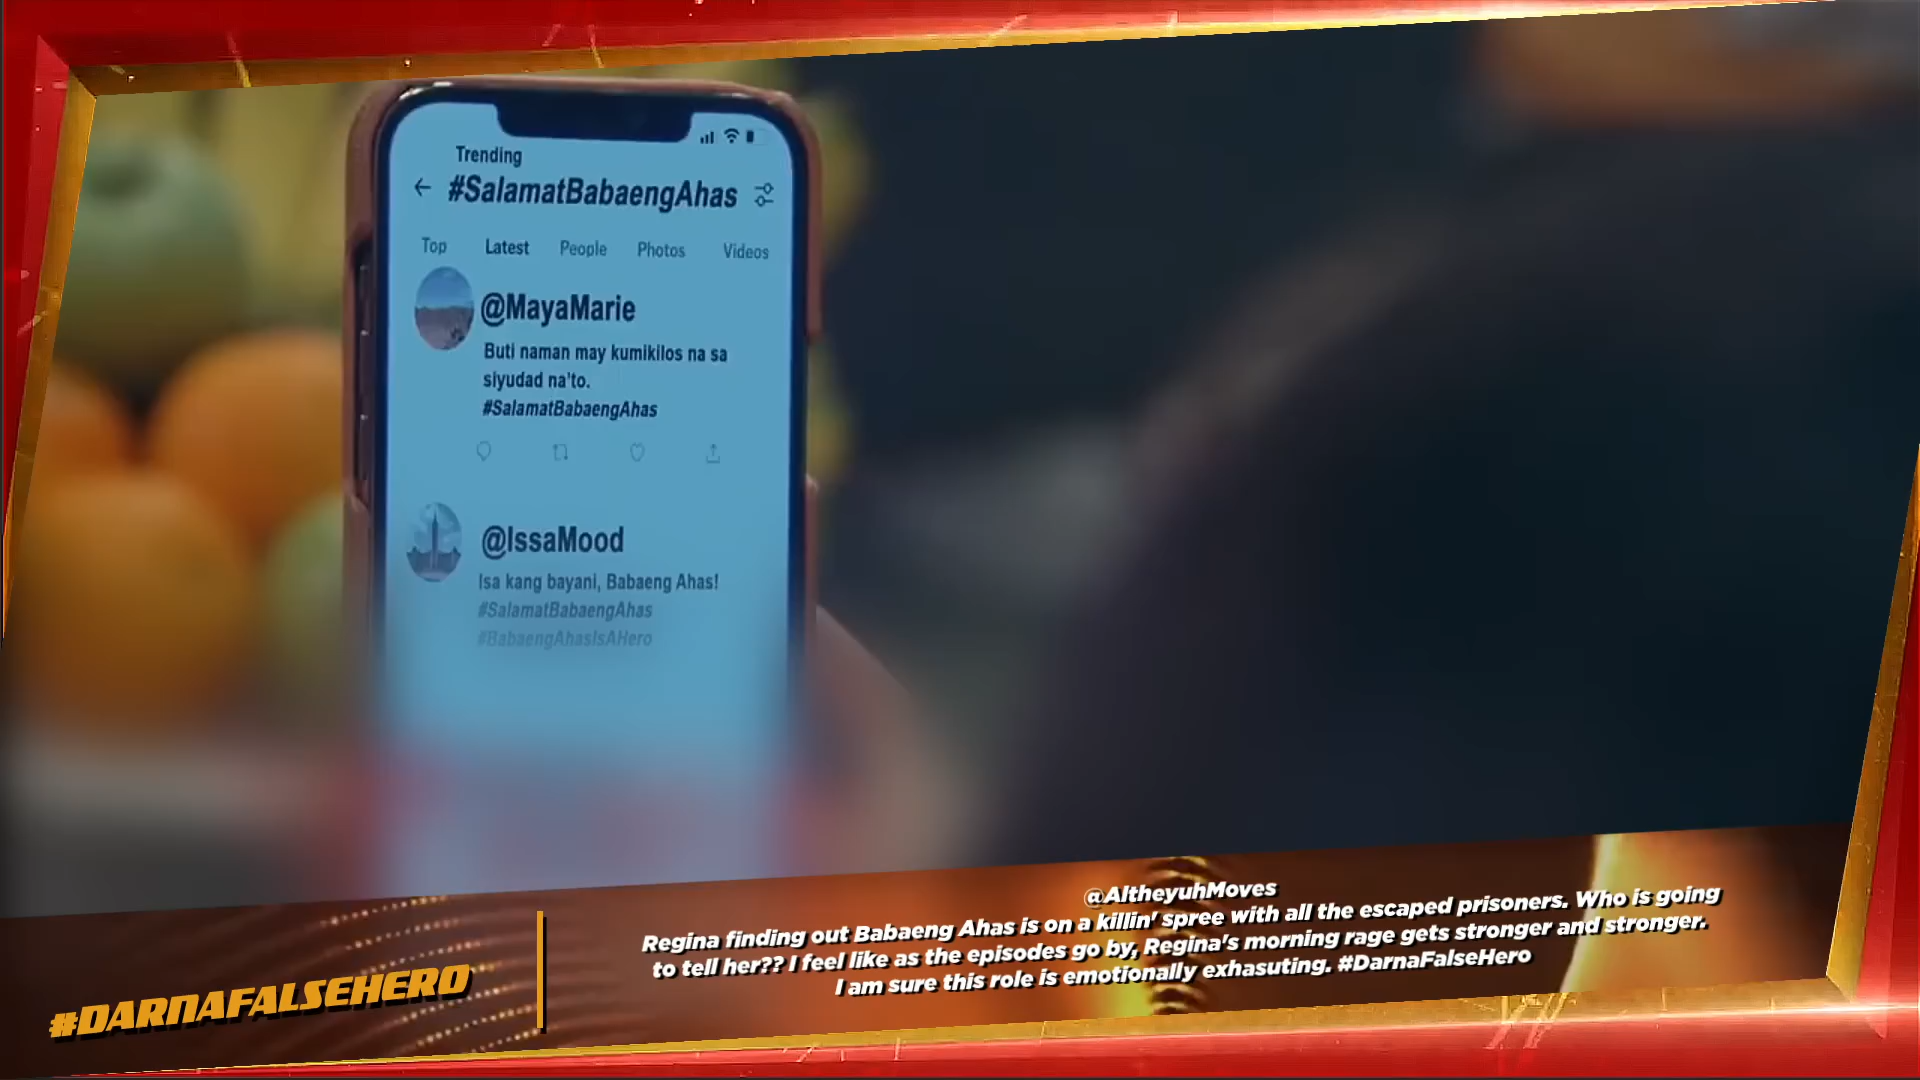 Trending
#SalamatBabaengAhas
Top Latest People Photos Videos
@MayaMarie
Buti naman may kumikilos na sa
siyudad na'to.
#SalamatBabaengAhas
@IssaMood
Isa kang bayani, Babaeng Ahas!
#SalamatBabaengAhas
#BabaengAhasIsAHero
#DARNAFALSEHERO
@AltheyuhMoves
Regina finding out Babaeng Ahas is on a killin' spree with all the escaped prisoners. Who is going
to tell her?? I feel like as the episodes go by, Regina's morning rage gets stronger and stronger.
I am sure this role is emotionally exhasuting. #DarnaFalseHero